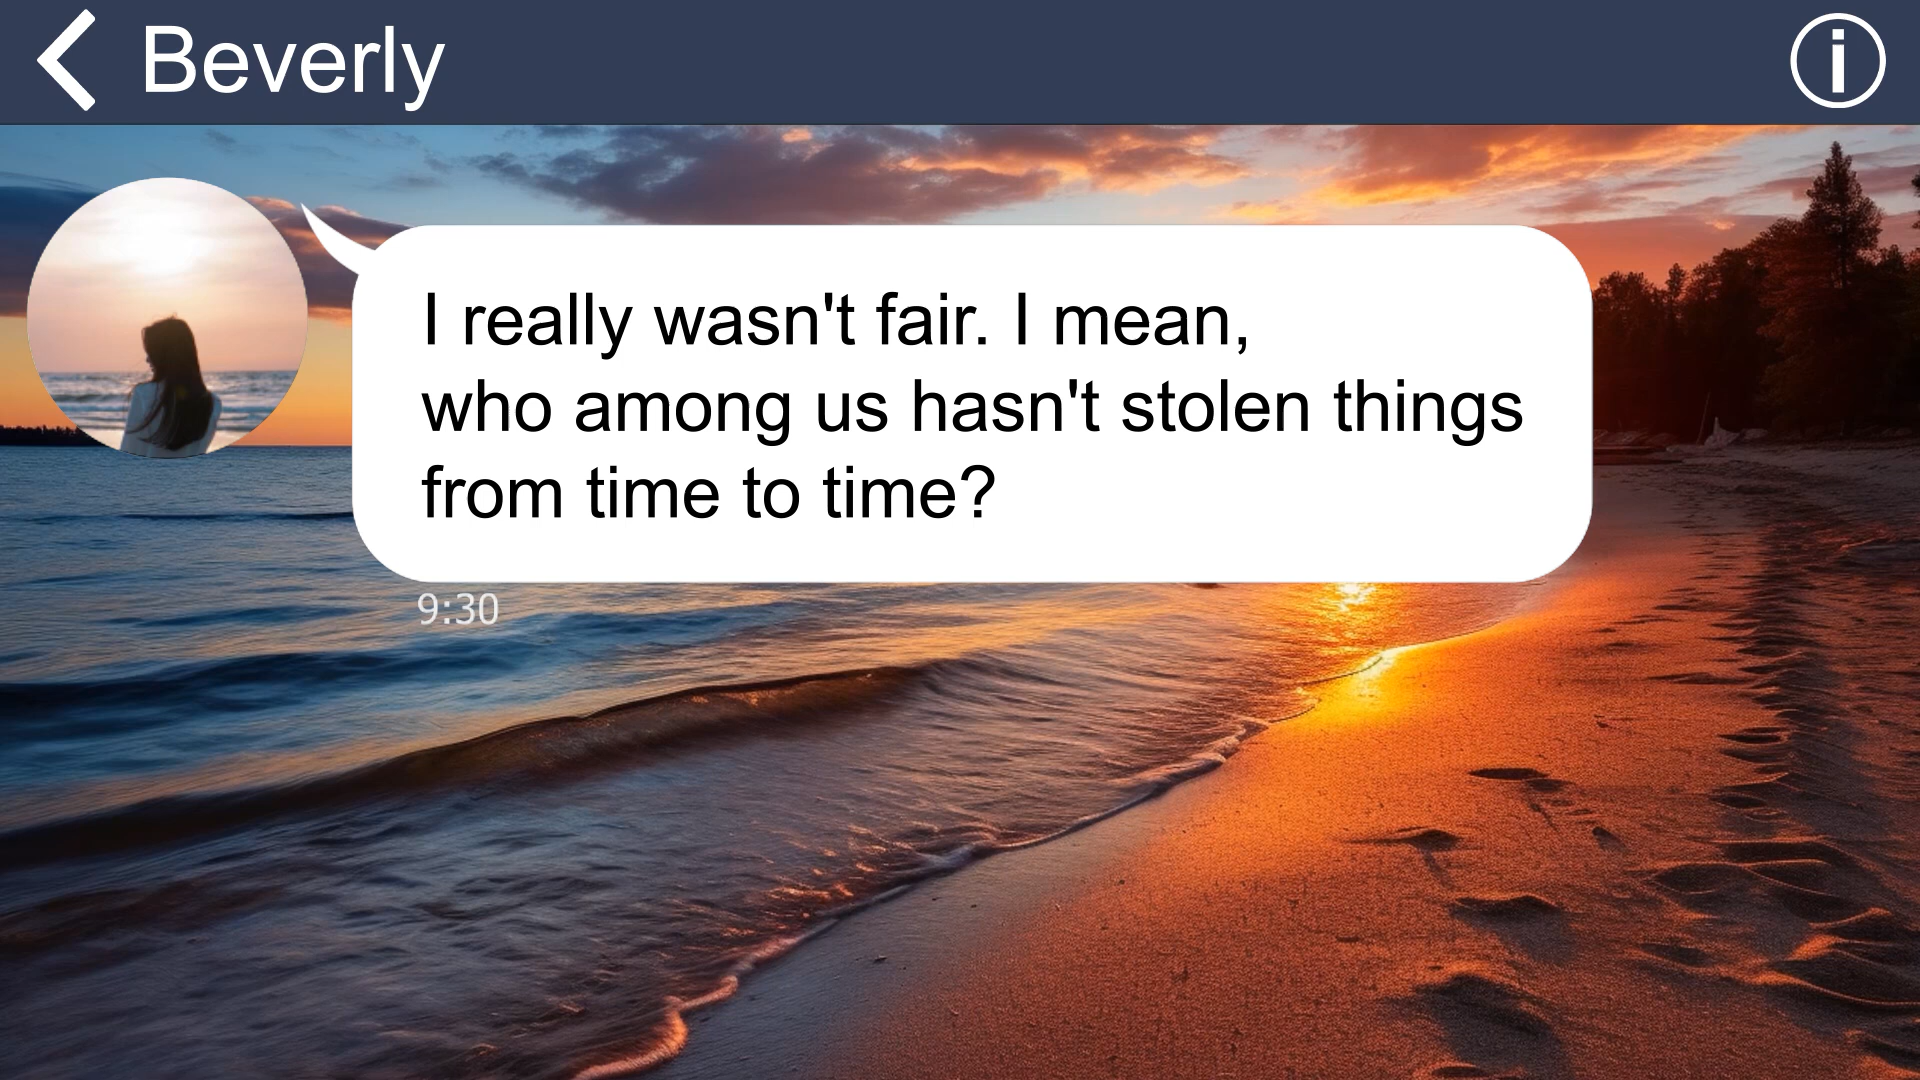 Beverly
I really wasn't fair. I mean,
who among us hasn't stolen things
from time to time?
9:30